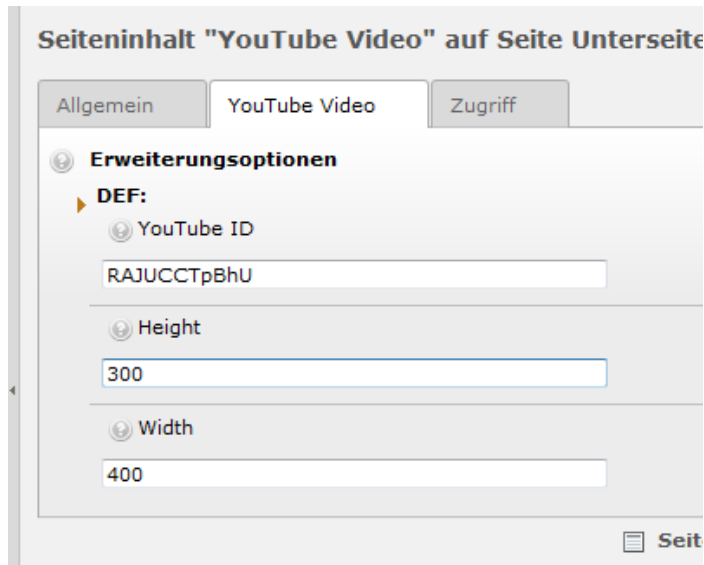 Seiteninhalt "YouTube Video" auf Seite Unterseite
Allgemein YouTube Video Zugriff
Erweiterungsoptionen
DEF:
YouTube ID
RAJUCCTpBhU
Height
300
Width
400